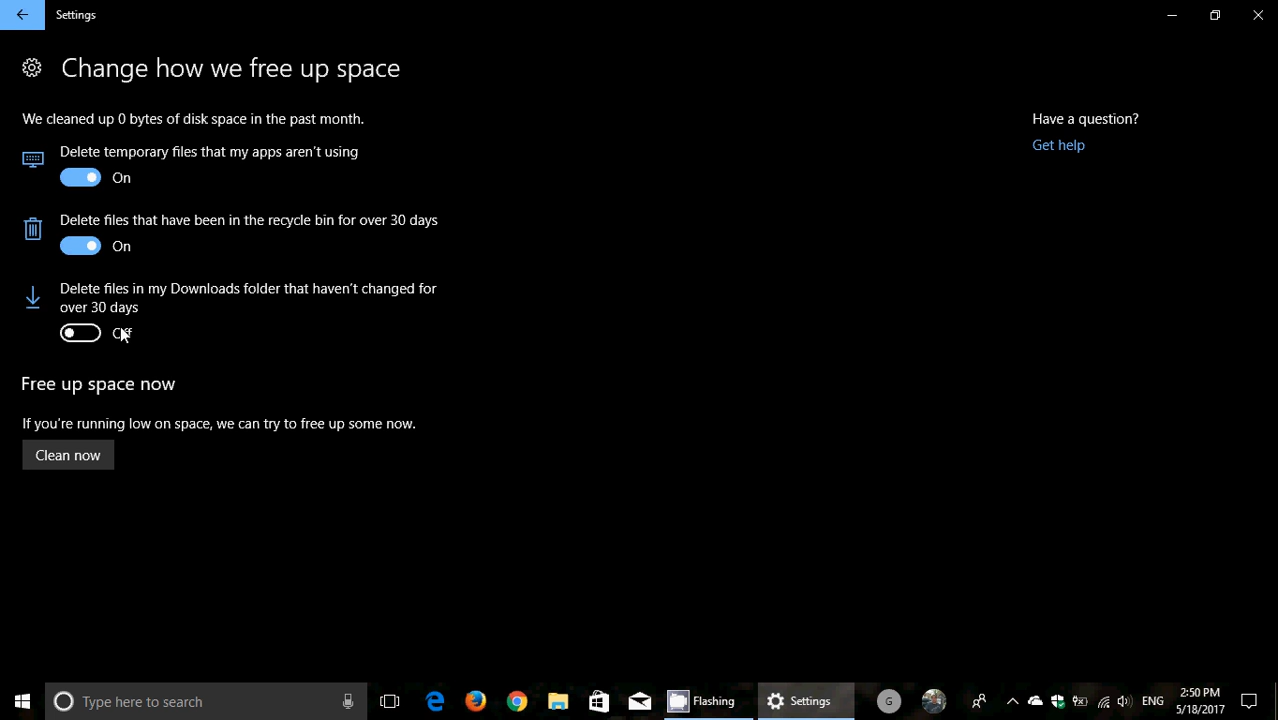 Settings
Change how we free up space
We cleaned up 0 bytes of disk space in the past month.
Have a question?
Get help
Delete temporary files that my apps aren't using
On
Delete files that have been in the recycle bin for over 30 days
On
Delete files in my Downloads folder that haven't changed for
over 30 days
Off
Free up space now
If you're running low on space, we can try to free up some now.
Clean now
Type here to search
Flashing
Settings
G
ENG
2:50 PM
5/18/2017